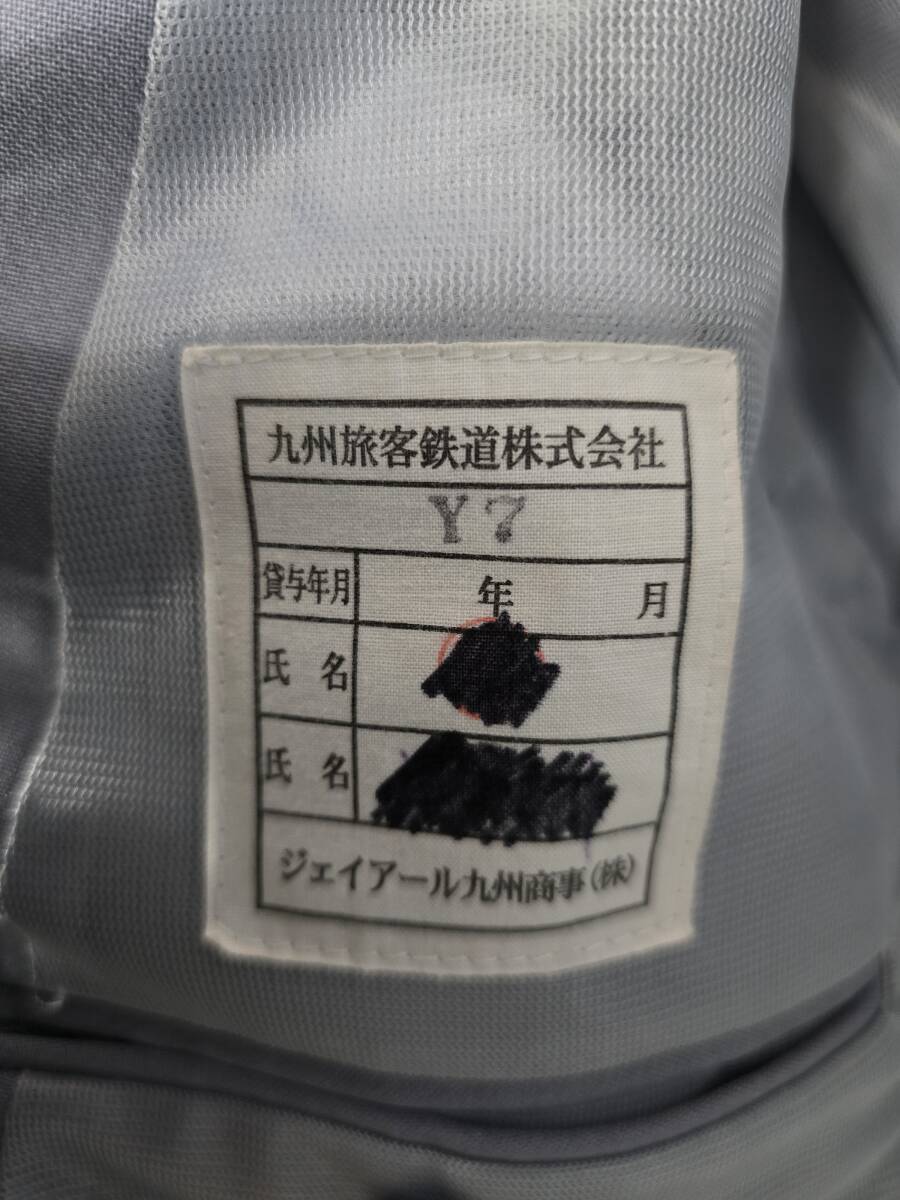 九州旅客鉄道株式会社
Y7
貸与年月 年 月
氏名
氏名
ジェイアール九州商事(株)